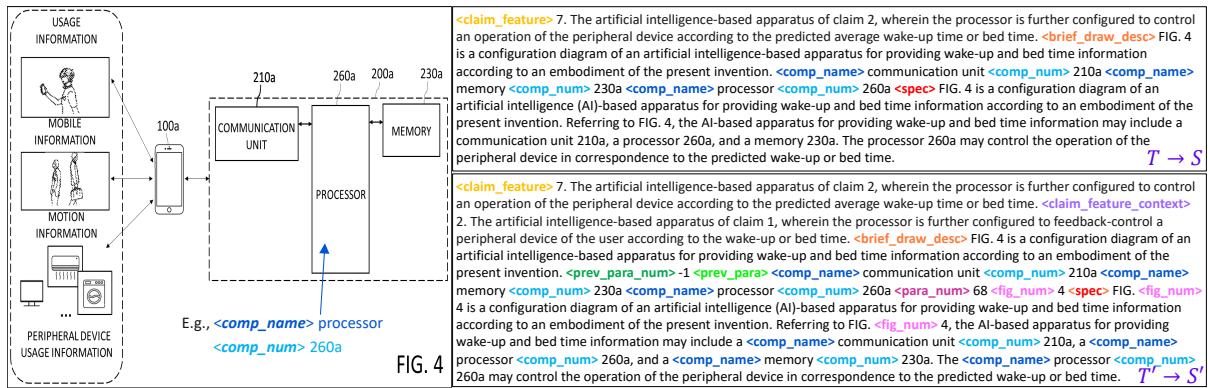 USAGE
INFORMATION
MOBILE
INFORMATION
MOTION
INFORMATION
...
PERIPHERAL DEVICE
USAGE INFORMATION
100a
210a
260a
200a
230a
COMMUNICATION
UNIT
PROCESSOR
MEMORY
E.g., <comp_name> processor
<comp_num> 260a
FIG. 4
<claim_feature> 7. The artificial intelligence-based apparatus of claim 2, wherein the processor is further configured to control
an operation of the peripheral device according to the predicted average wake-up time or bed time. <brief_draw_desc> FIG. 4
is a configuration diagram of an artificial intelligence-based apparatus for providing wake-up and bed time information
according to an embodiment of the present invention. <comp_name> communication unit <comp_num> 210a <comp_name>
memory <comp_num> 230a <comp_name> processor <comp_num> 260a <spec> FIG. 4 is a configuration diagram of an
artificial intelligence (AI)-based apparatus for providing wake-up and bed time information according to an embodiment of the
present invention. Referring to FIG. 4, the AI-based apparatus for providing wake-up and bed time information may include a
communication unit 210a, a processor 260a, and a memory 230a. The processor 260a may control the operation of the
peripheral device in correspondence to the predicted wake-up or bed time.
T → S
<claim_feature> 7. The artificial intelligence-based apparatus of claim 2, wherein the processor is further configured to control
an operation of the peripheral device according to the predicted average wake-up time or bed time. <claim_feature_context>
2. The artificial intelligence-based apparatus of claim 1, wherein the processor is further configured to feedback-control a
peripheral device of the user according to the wake-up or bed time. <brief_draw_desc> FIG. 4 is a configuration diagram of an
artificial intelligence-based apparatus for providing wake-up and bed time information according to an embodiment of the
present invention. <prev_para_num> -1 <prev_para> <comp_name> communication unit <comp_num> 210a <comp_name>
memory <comp_num> 230a <comp_name> processor <comp_num> 260a <para_num> 68 <fig_num> 4 <spec> FIG. <fig_num>
4 is a configuration diagram of an artificial intelligence (AI)-based apparatus for providing wake-up and bed time information
according to an embodiment of the present invention. Referring to FIG. <fig_num> 4, the AI-based apparatus for providing
wake-up and bed time information may include a <comp_name> communication unit <comp_num> 210a, a <comp_name>
processor <comp_num> 260a, and a <comp_name> memory <comp_num> 230a. The <comp_name> processor <comp_num>
260a may control the operation of the peripheral device in correspondence to the predicted wake-up or bed time.
T′ → S′